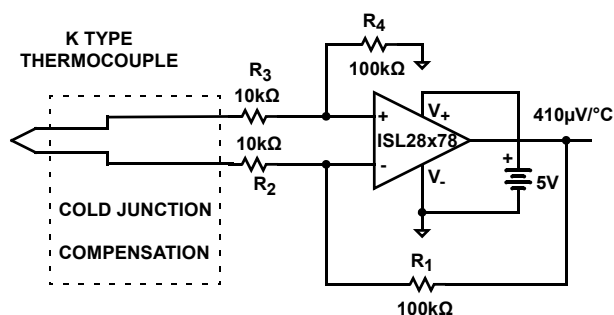 K TYPE
THERMOCOUPLE
R4
100kΩ
R3
10kΩ
10kΩ
R2
+
-
ISL28x78
V+
V-
410µV/°C
+
5V
COLD JUNCTION
COMPENSATION
R1
100kΩ